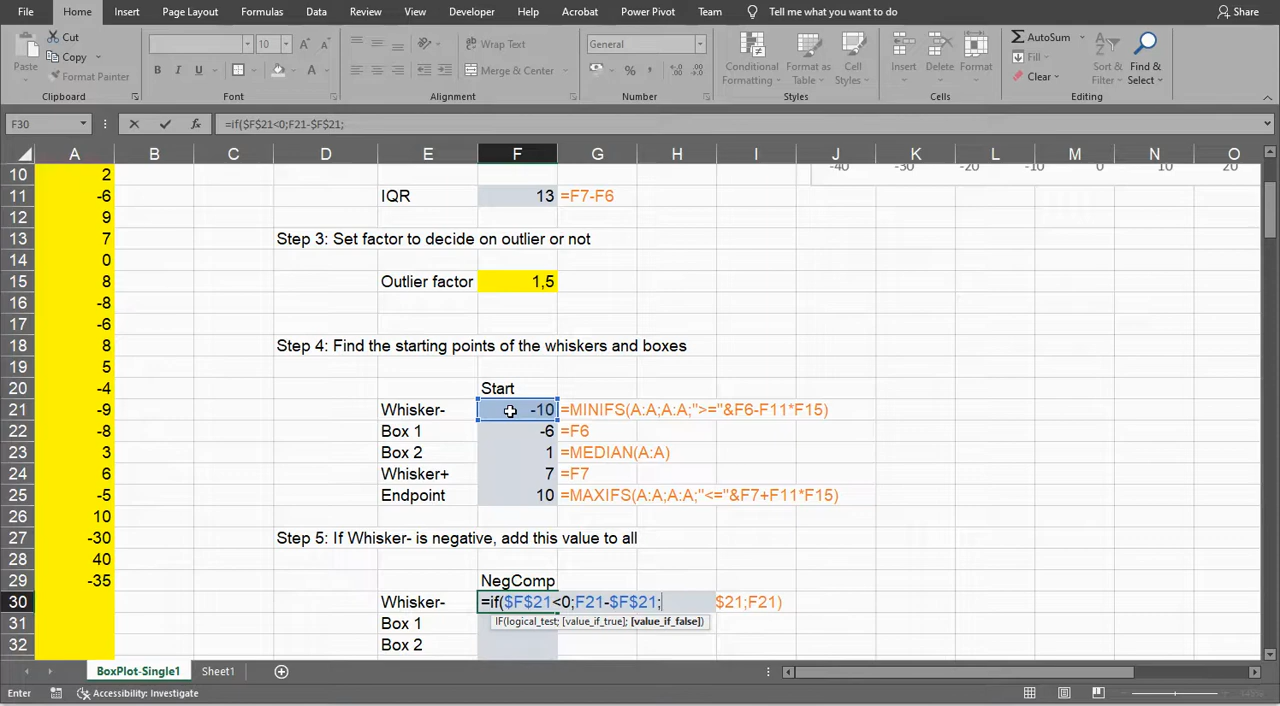 File Home Insert Page Layout Formulas Data Review View Developer Help Acrobat Power Pivot Team Tell me what you want to do Share
Paste Cut Copy Format Painter Clipboard
10 B I U A A A Font
Wrap Text Merge & Center Alignment
General % Number
Conditional Formatting Format as Table Cell Styles Styles
Insert Delete Format Cells
AutoSum Fill Clear Sort & Filter Find & Select Editing
F30 fx =if($F$21<0;F21-$F$21;
A B C D E F G H I J K L M N O
10 2 -40 -30 -20 -10 0 10 20
11 -6 IQR 13 =F7-F6
12 9
13 7 Step 3: Set factor to decide on outlier or not
14 0
15 8 Outlier factor 1,5
16 -8
17 -6
18 8 Step 4: Find the starting points of the whiskers and boxes
19 5
20 -4 Start
21 -9 Whisker- -10 =MINIFS(A:A;A:A;">="&F6-F11*F15)
22 -8 Box 1 -6 =F6
23 3 Box 2 1 =MEDIAN(A:A)
24 6 Whisker+ 7 =F7
25 -5 Endpoint 10 =MAXIFS(A:A;A:A;"<="&F7+F11*F15)
26 10
27 -30 Step 5: If Whisker- is negative, add this value to all
28 40
29 -35 NegComp
30 Whisker- =if($F$21<0;F21-$F$21; $21;F21)
31 Box 1 IF(logical_test; [value_if_true]; [value_if_false])
32 Box 2
BoxPlot-Single1 Sheet1
Enter Accessibility: Investigate